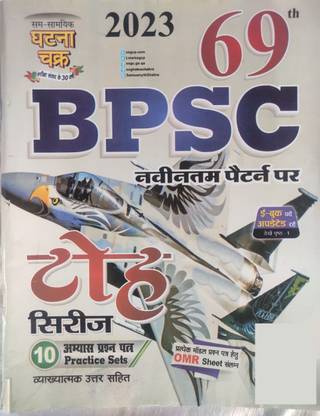 सम-सामयिक
घटना
चक्र
2023
69th
BPSC
नवीनतम पैटर्न पर
ई-बुक फ्री
अपडेटेड
टोह
सिरीज
10 अभ्यास प्रश्न पत्र
Practice Sets
व्याख्यात्मक उत्तर सहित
प्रत्येक मॉडल प्रश्न पत्र हेतु
OMR Sheet संलग्न